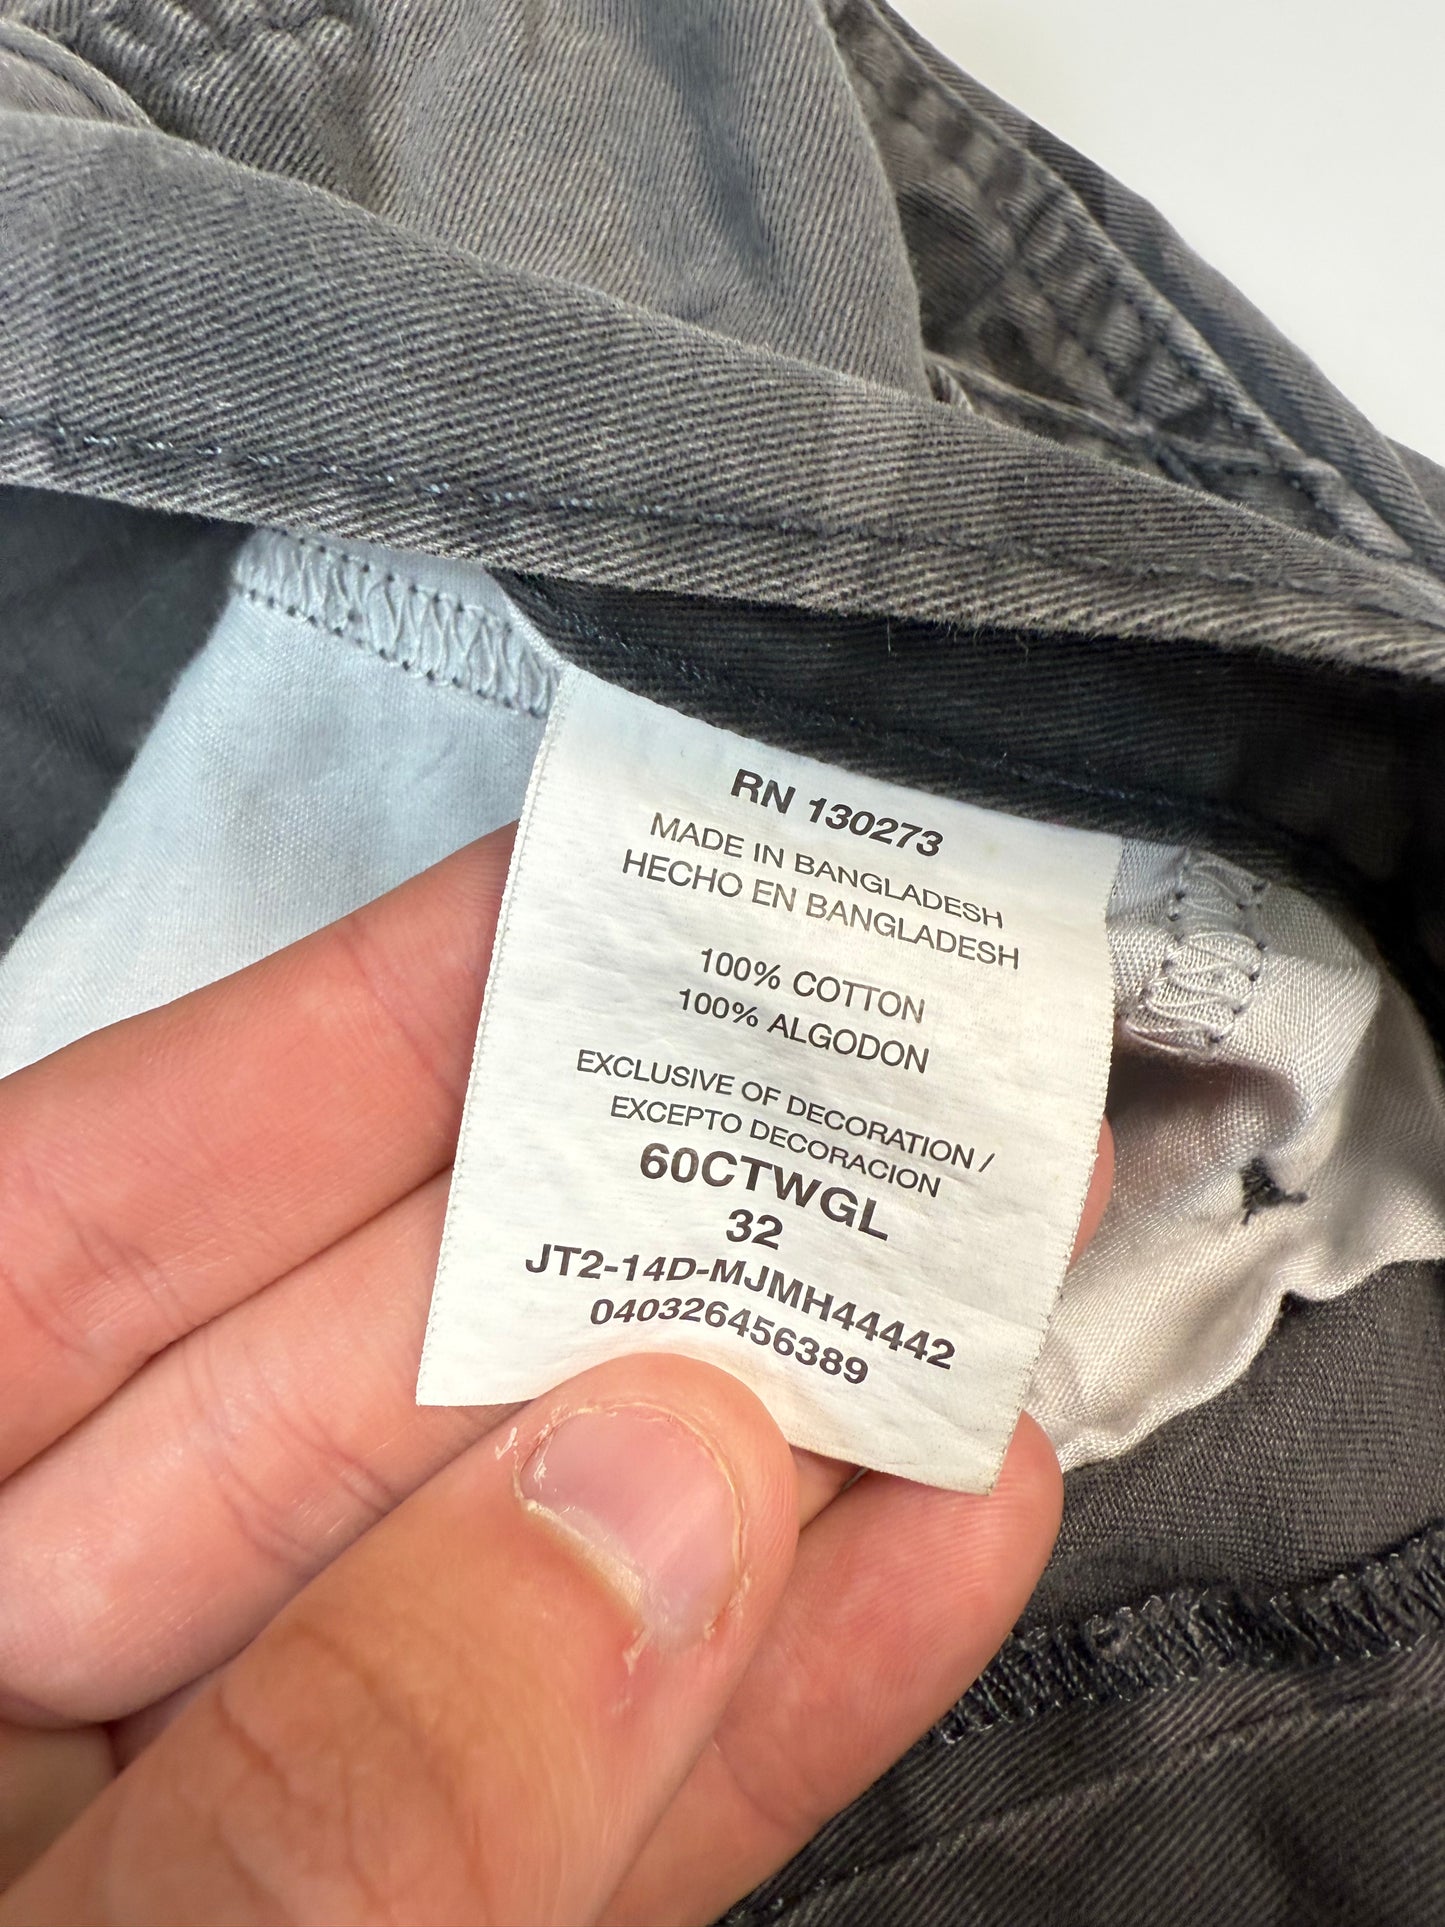 RN 130273
MADE IN BANGLADESH
HECHO EN BANGLADESH
100% COTTON
100% ALGODON
EXCLUSIVE OF DECORATION /
EXCEPTO DECORACION
60CTWGL
32
JT2-14D-MJMH44442
040326456389